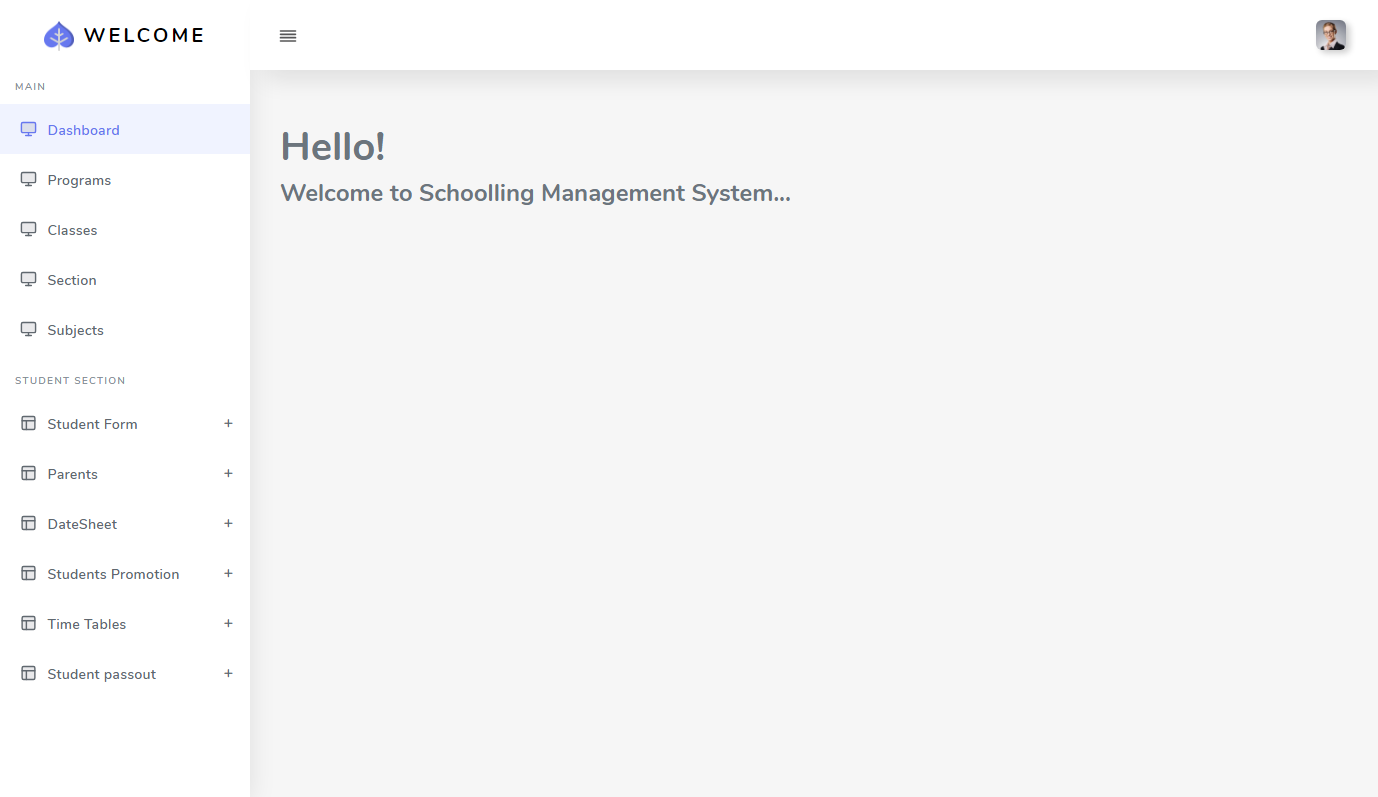 WELCOME
MAIN
Dashboard
Programs
Classes
Section
Subjects
STUDENT SECTION
Student Form +
Parents +
DateSheet +
Students Promotion +
Time Tables +
Student passout +
Hello!
Welcome to Schoolling Management System...